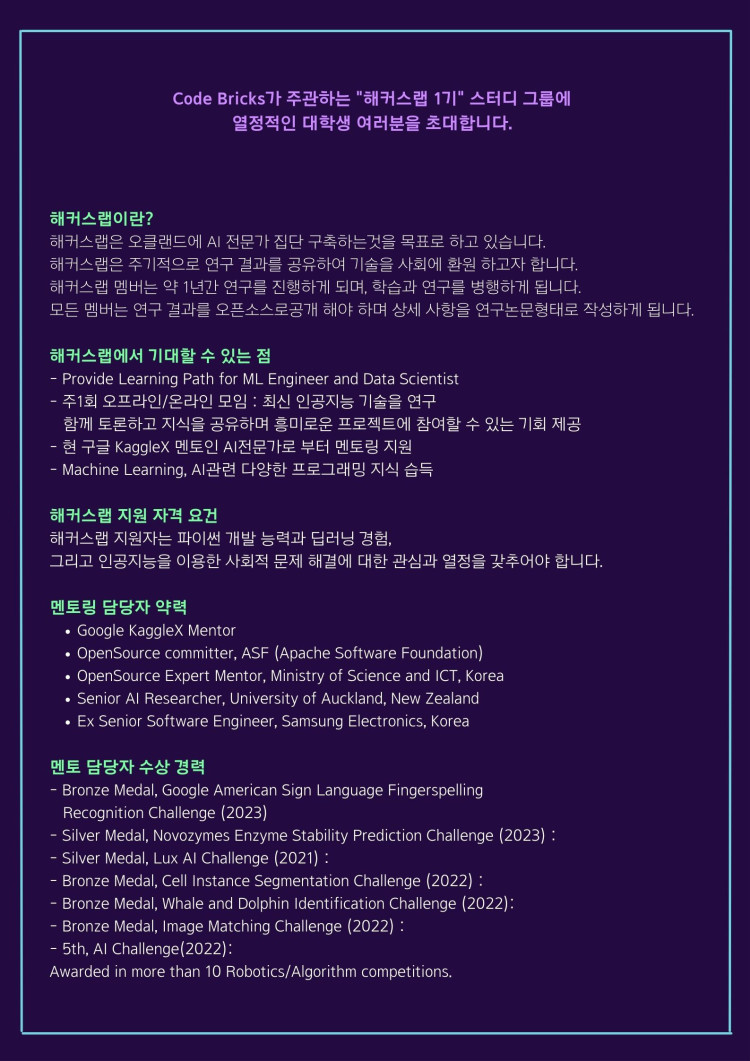 Code Bricks가 주관하는 "해커스랩 1기" 스터디 그룹에
열정적인 대학생 여러분을 초대합니다.
해커스랩이란?
해커스랩은 오클랜드에 AI 전문가 집단 구축하는것을 목표로 하고 있습니다.
해커스랩은 주기적으로 연구 결과를 공유하여 기술을 사회에 환원 하고자 합니다.
해커스랩 멤버는 약 1년간 연구를 진행하게 되며, 학습과 연구를 병행하게 됩니다.
모든 멤버는 연구 결과를 오픈소스로공개 해야 하며 상세 사항을 연구논문형태로 작성하게 됩니다.
해커스랩에서 기대할 수 있는 점
- Provide Learning Path for ML Engineer and Data Scientist
- 주1회 오프라인/온라인 모임 : 최신 인공지능 기술을 연구
함께 토론하고 지식을 공유하며 흥미로운 프로젝트에 참여할 수 있는 기회 제공
- 현 구글 KaggleX 멘토인 AI전문가로 부터 멘토링 지원
- Machine Learning, AI관련 다양한 프로그래밍 지식 습득
해커스랩 지원 자격 요건
해커스랩 지원자는 파이썬 개발 능력과 딥러닝 경험,
그리고 인공지능을 이용한 사회적 문제 해결에 대한 관심과 열정을 갖추어야 합니다.
멘토링 담당자 약력
• Google KaggleX Mentor
• OpenSource committer, ASF (Apache Software Foundation)
• OpenSource Expert Mentor, Ministry of Science and ICT, Korea
• Senior AI Researcher, University of Auckland, New Zealand
• Ex Senior Software Engineer, Samsung Electronics, Korea
멘토 담당자 수상 경력
- Bronze Medal, Google American Sign Language Fingerspelling
Recognition Challenge (2023)
- Silver Medal, Novozymes Enzyme Stability Prediction Challenge (2023) :
- Silver Medal, Lux AI Challenge (2021) :
- Bronze Medal, Cell Instance Segmentation Challenge (2022) :
- Bronze Medal, Whale and Dolphin Identification Challenge (2022):
- Bronze Medal, Image Matching Challenge (2022) :
- 5th, AI Challenge(2022):
Awarded in more than 10 Robotics/Algorithm competitions.